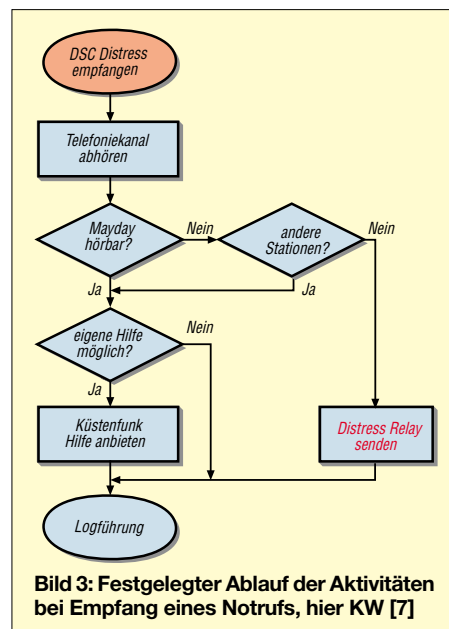 DSC Distress
empfangen
Telefoniekanal
abhören
Mayday
hörbar?
Nein
andere
Stationen?
Nein
Ja
Ja
eigene Hilfe
möglich?
Nein
Ja
Küstenfunk
Hilfe anbieten
Distress Relay
senden
Logführung
Bild 3: Festgelegter Ablauf der Aktivitäten
bei Empfang eines Notrufs, hier KW [7]